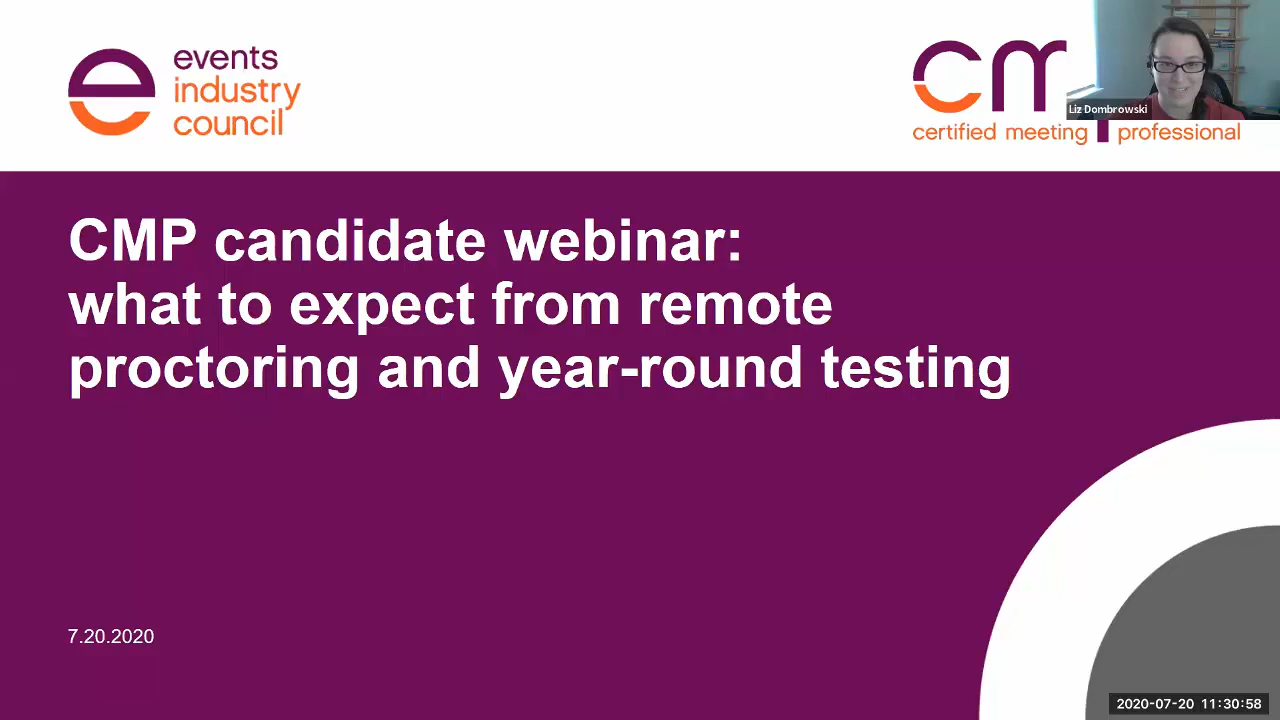 events
industry
council
cm
Liz Dombrowski
certified meeting professional
CMP candidate webinar:
what to expect from remote
proctoring and year-round testing
7.20.2020
2020-07-20 11:30:58